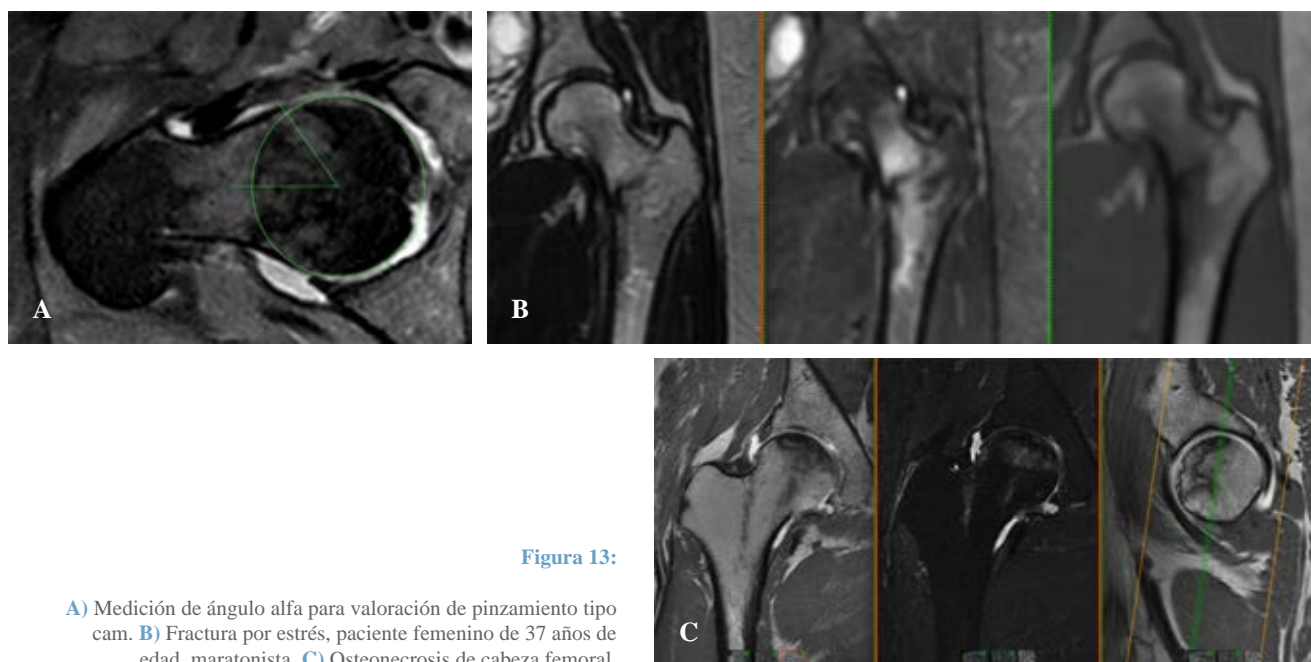 A
B
C
Figura 13:
A) Medición de ángulo alfa para valoración de pinzamiento tipo
cam. B) Fractura por estrés, paciente femenino de 37 años de
edad, maratonista. C) Osteonecrosis de cabeza femoral.